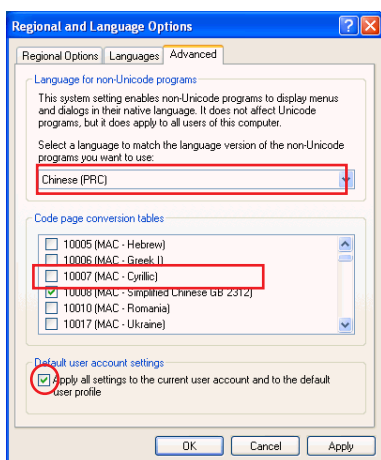 Regional and Language Options
Regional Options Languages Advanced
Language for non-Unicode programs
This system setting enables non-Unicode programs to display menus
and dialogs in their native language. It does not affect Unicode
programs, but it does apply to all users of this computer.
Select a language to match the language version of the non-Unicode
programs you want to use:
Chinese (PRC)
Code page conversion tables
10005 (MAC - Hebrew)
10006 (MAC - Greek I)
10007 (MAC - Cyrillic)
10008 (MAC - Simplified Chinese GB 2312)
10010 (MAC - Romania)
10017 (MAC - Ukraine)
Default user account settings
Apply all settings to the current user account and to the default
user profile
OK Cancel Apply